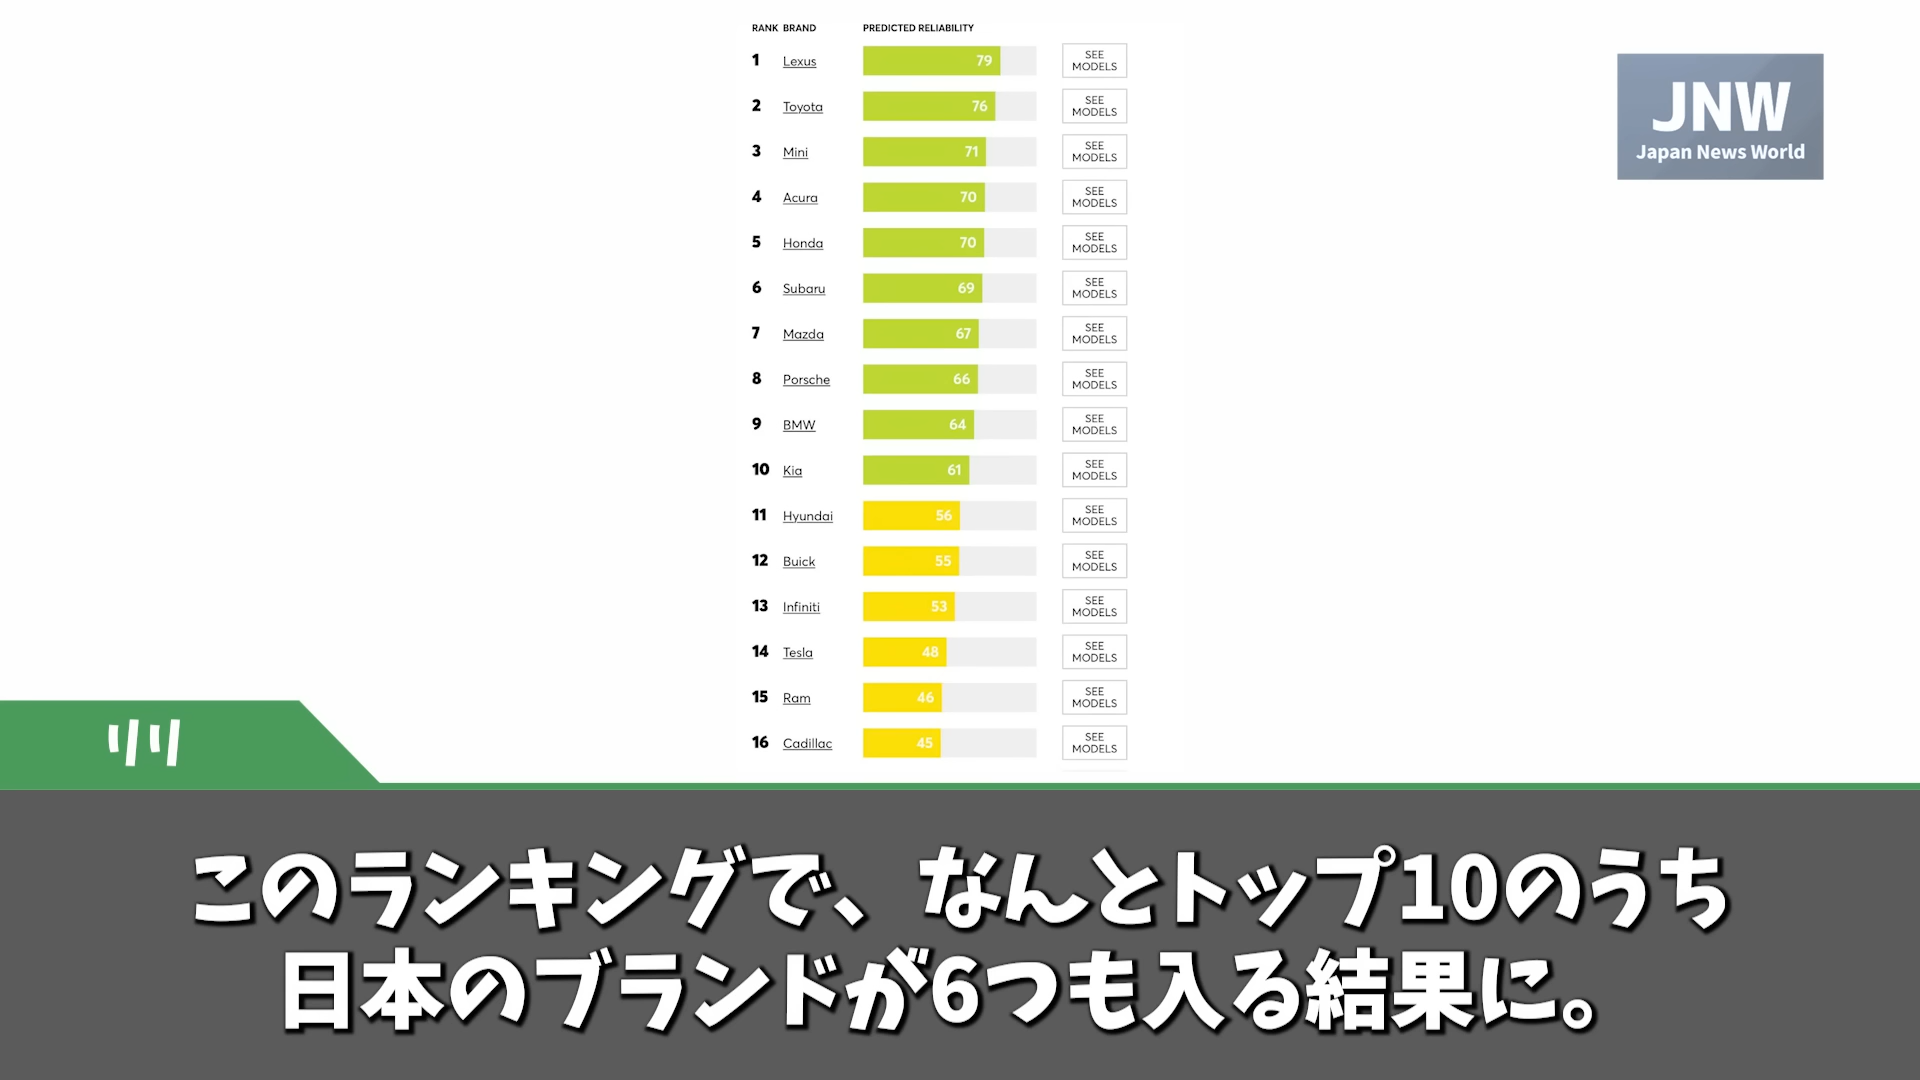 RANK BRAND PREDICTED RELIABILITY
1 Lexus 79 SEE MODELS
2 Toyota 76 SEE MODELS
3 Mini 71 SEE MODELS
4 Acura 70 SEE MODELS
5 Honda 70 SEE MODELS
6 Subaru 69 SEE MODELS
7 Mazda 67 SEE MODELS
8 Porsche 66 SEE MODELS
9 BMW 64 SEE MODELS
10 Kia 61 SEE MODELS
11 Hyundai 56 SEE MODELS
12 Buick 55 SEE MODELS
13 Infiniti 53 SEE MODELS
14 Tesla 48 SEE MODELS
15 Ram 46 SEE MODELS
16 Cadillac 45 SEE MODELS
JNW
Japan News World
リリ
このランキングで、なんとトップ10のうち
日本のブランドが6つも入る結果に。